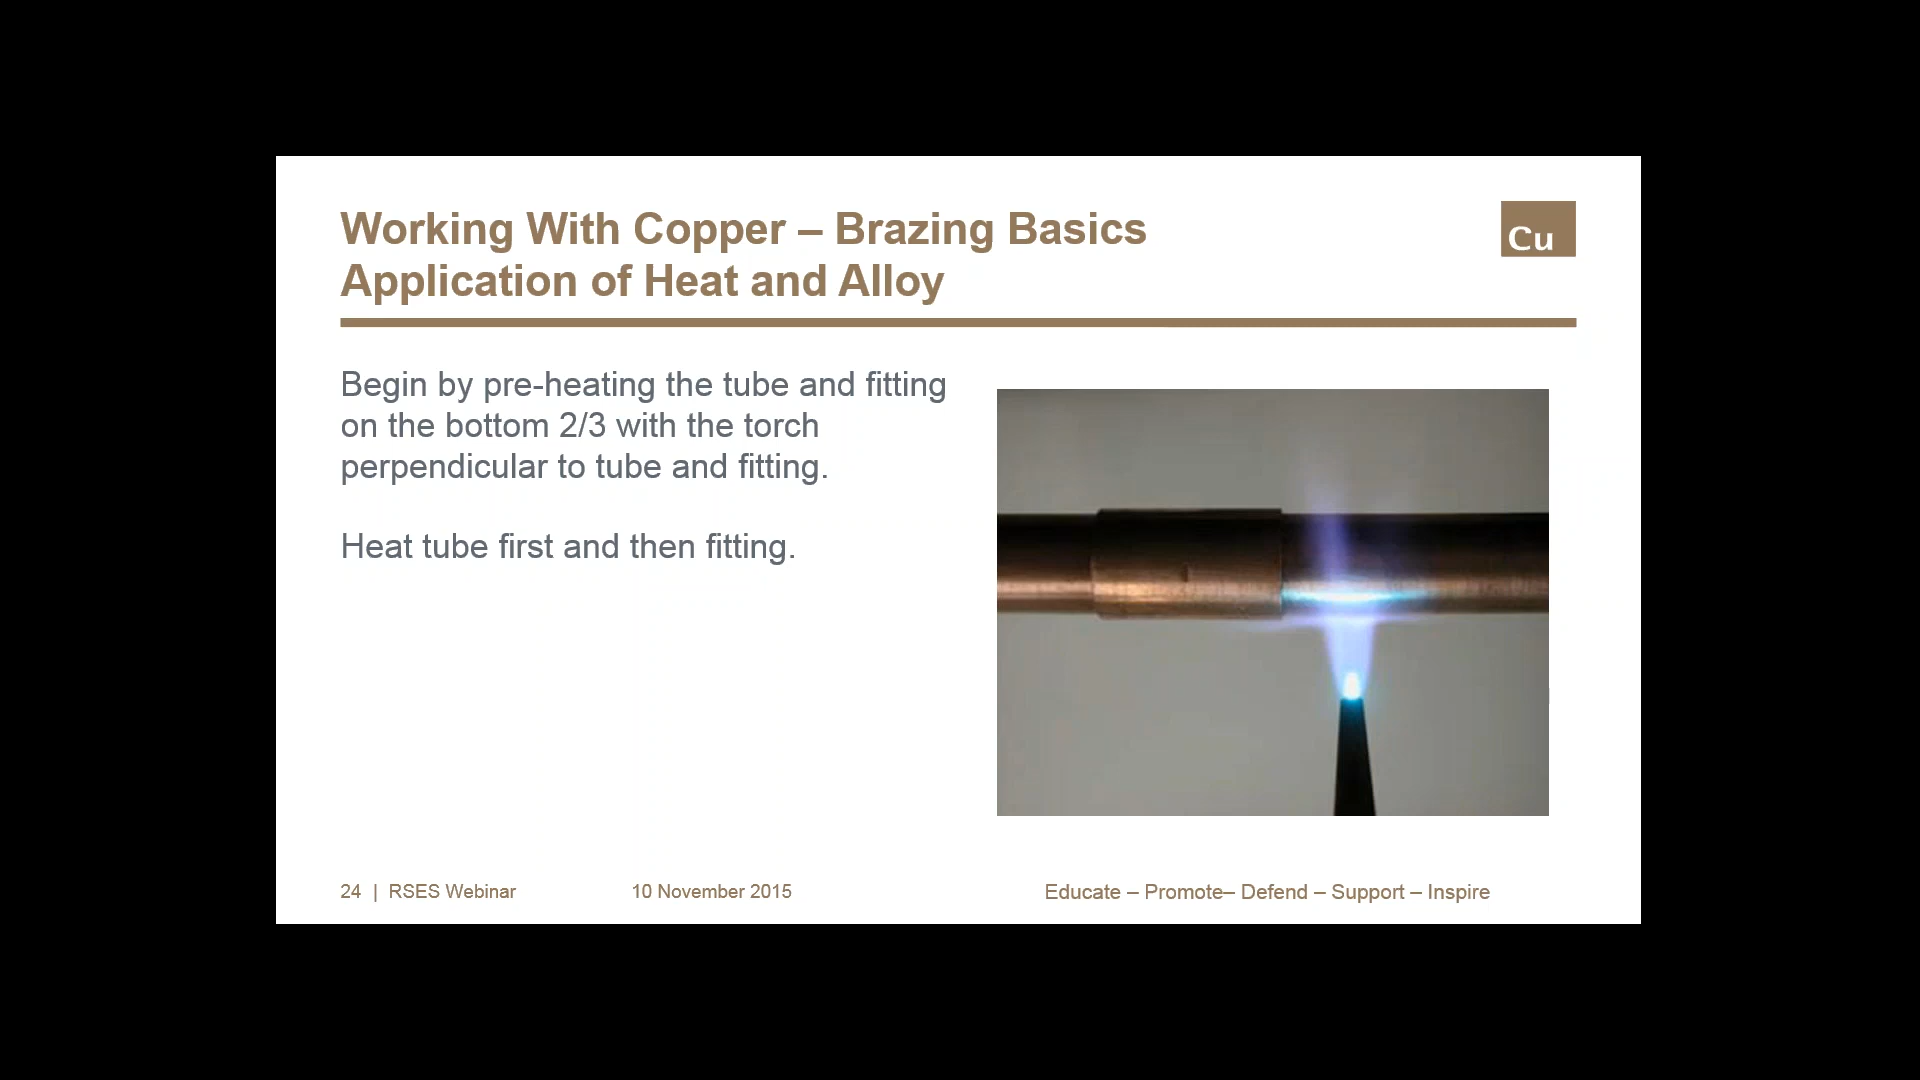 Working With Copper – Brazing Basics
Application of Heat and Alloy
Cu
Begin by pre-heating the tube and fitting
on the bottom 2/3 with the torch
perpendicular to tube and fitting.
Heat tube first and then fitting.
24 | RSES Webinar
10 November 2015
Educate – Promote– Defend – Support – Inspire